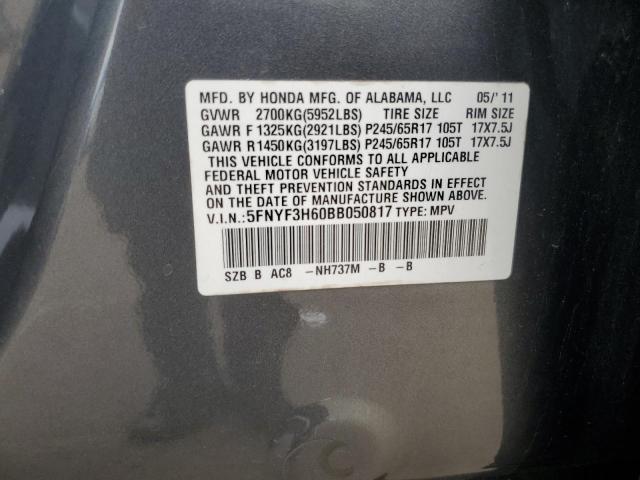 MFD. BY HONDA MFG. OF ALABAMA, LLC 05/'11
GVWR 2700KG(5952LBS) TIRE SIZE RIM SIZE
GAWR F 1325KG(2921LBS) P245/65R17 105T 17X7.5J
GAWR R 1450KG(3197LBS) P245/65R17 105T 17X7.5J
THIS VEHICLE CONFORMS TO ALL APPLICABLE
FEDERAL MOTOR VEHICLE SAFETY
AND THEFT PREVENTION STANDARDS IN EFFECT
ON THE DATE OF MANUFACTURE SHOWN ABOVE.
V.I.N.:5FNYF3H60BB050817 TYPE: MPV
SZB B AC8 -NH737M -B -B